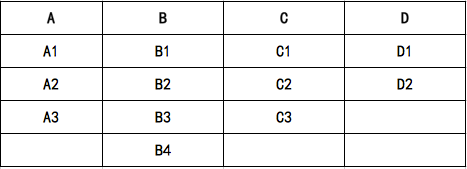 A B C D
A1 B1 C1 D1
A2 B2 C2 D2
A3 B3 C3
B4